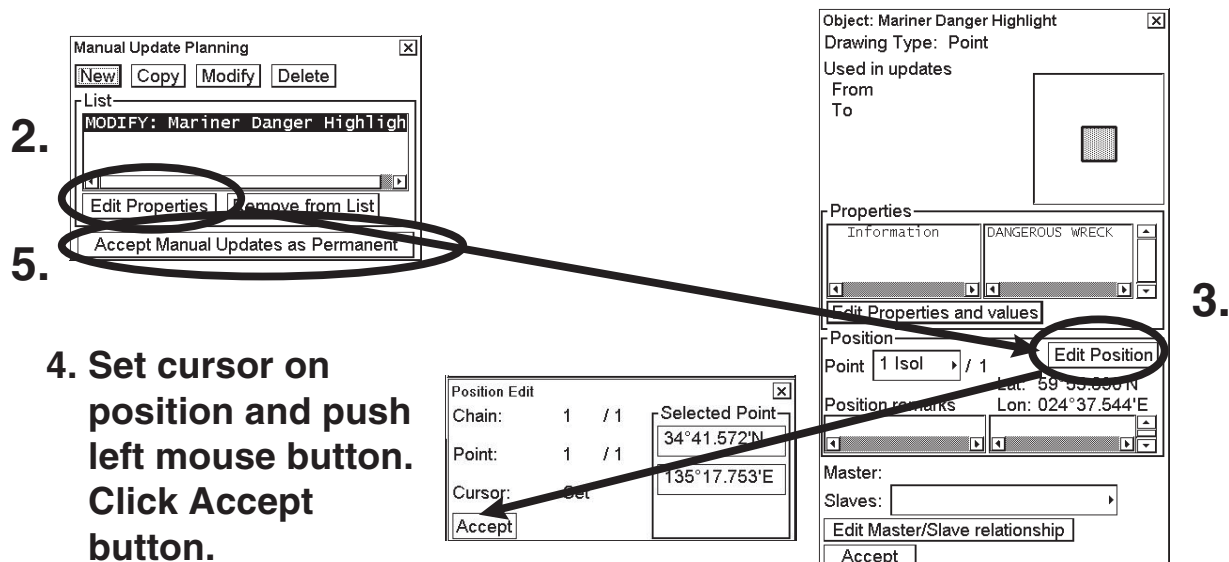 2.
Manual Update Planning
New Copy Modify Delete
List
MODIFY: Mariner Danger Highligh
Edit Properties Remove from List
5.
Accept Manual Updates as Permanent
4. Set cursor on
position and push
left mouse button.
Click Accept
button.
Position Edit
Chain: 1 / 1
Point: 1 / 1
Cursor: Set
Accept
Selected Point
34°41.572'N
135°17.753'E
Object: Mariner Danger Highlight
Drawing Type: Point
Used in updates
From
To
Properties
Information DANGEROUS WRECK
Edit Properties and values
3.
Position
Point 1 Isol / 1
Edit Position
Lat:
Position remarks Lon: 024°37.544'E
Master:
Slaves:
Edit Master/Slave relationship
Accept